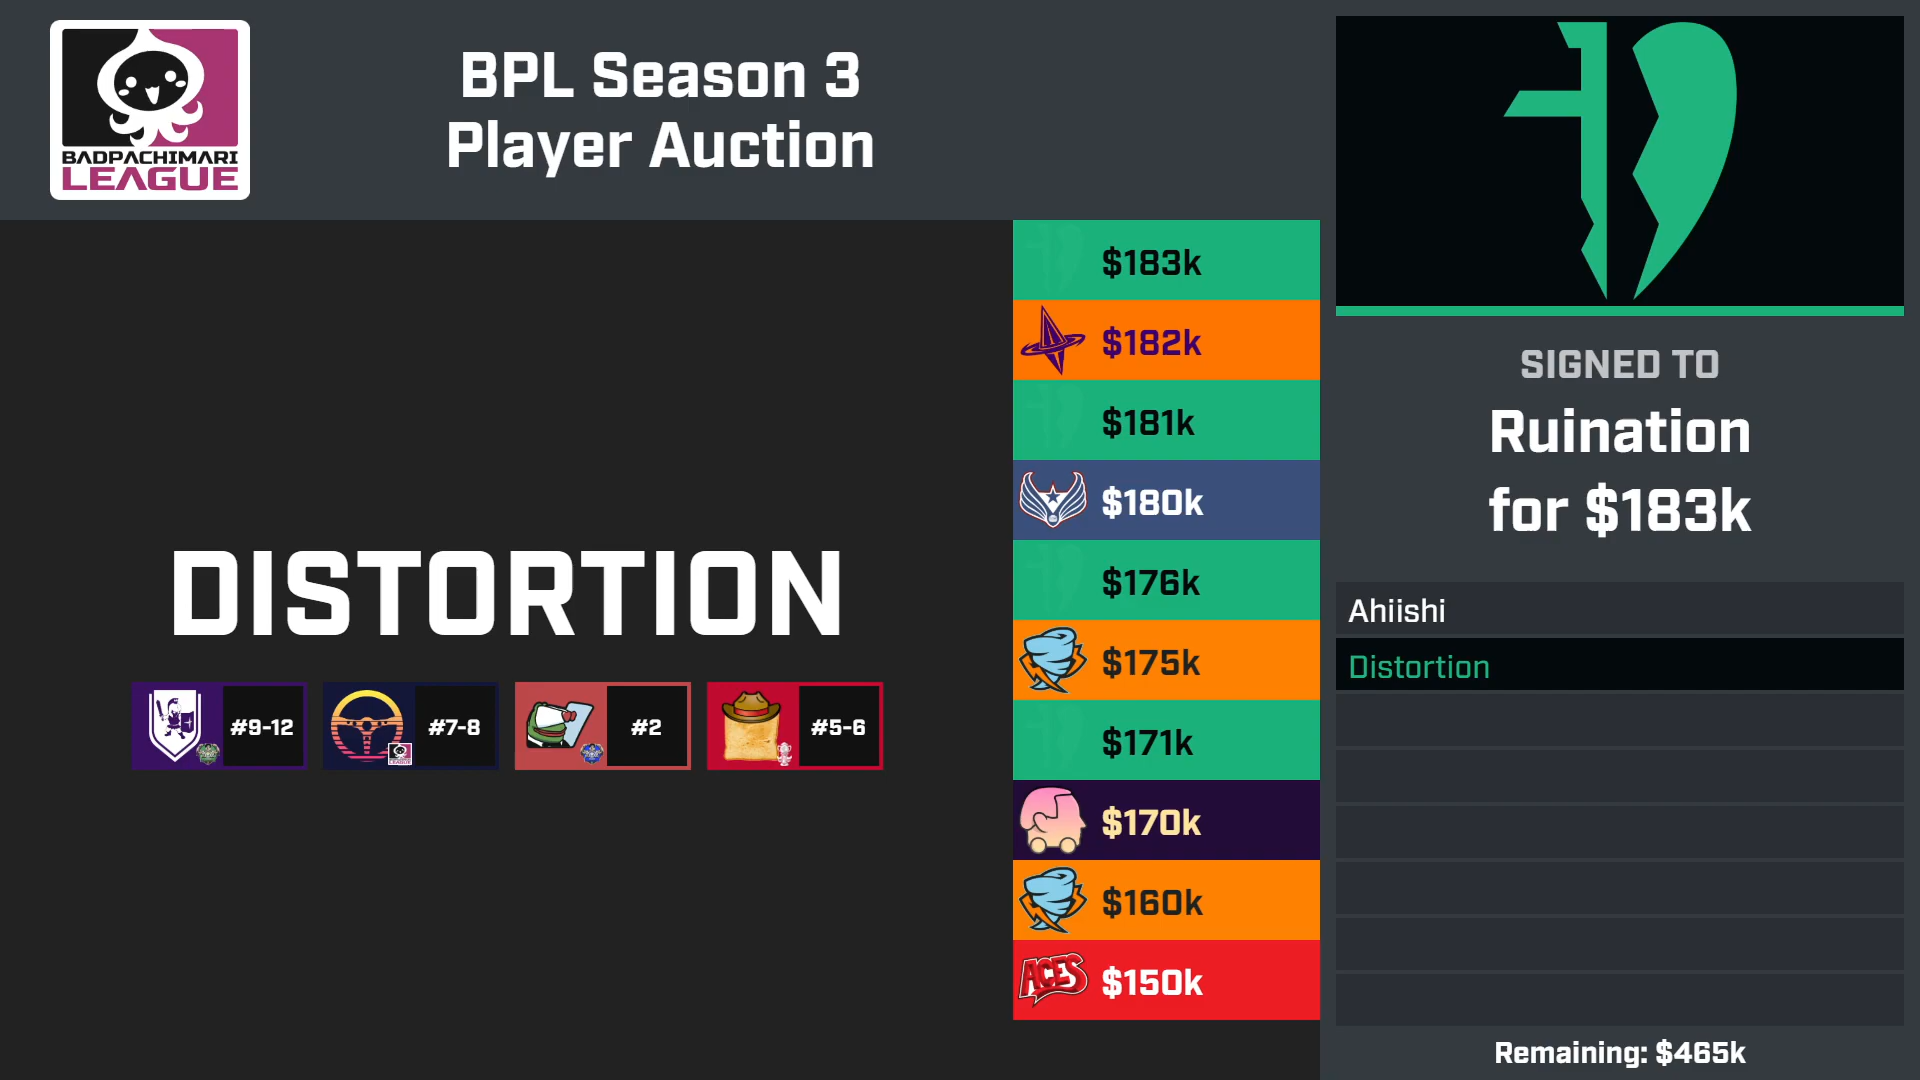 BADPACHIMARI
LEAGUE
BPL Season 3
Player Auction
DISTORTION
#9-12
#7-8
#2
#5-6
$183k
$182k
$181k
$180k
$176k
$175k
$171k
$170k
$160k
ACES
$150k
SIGNED TO
Ruination
for $183k
Ahiishi
Distortion
Remaining: $465k